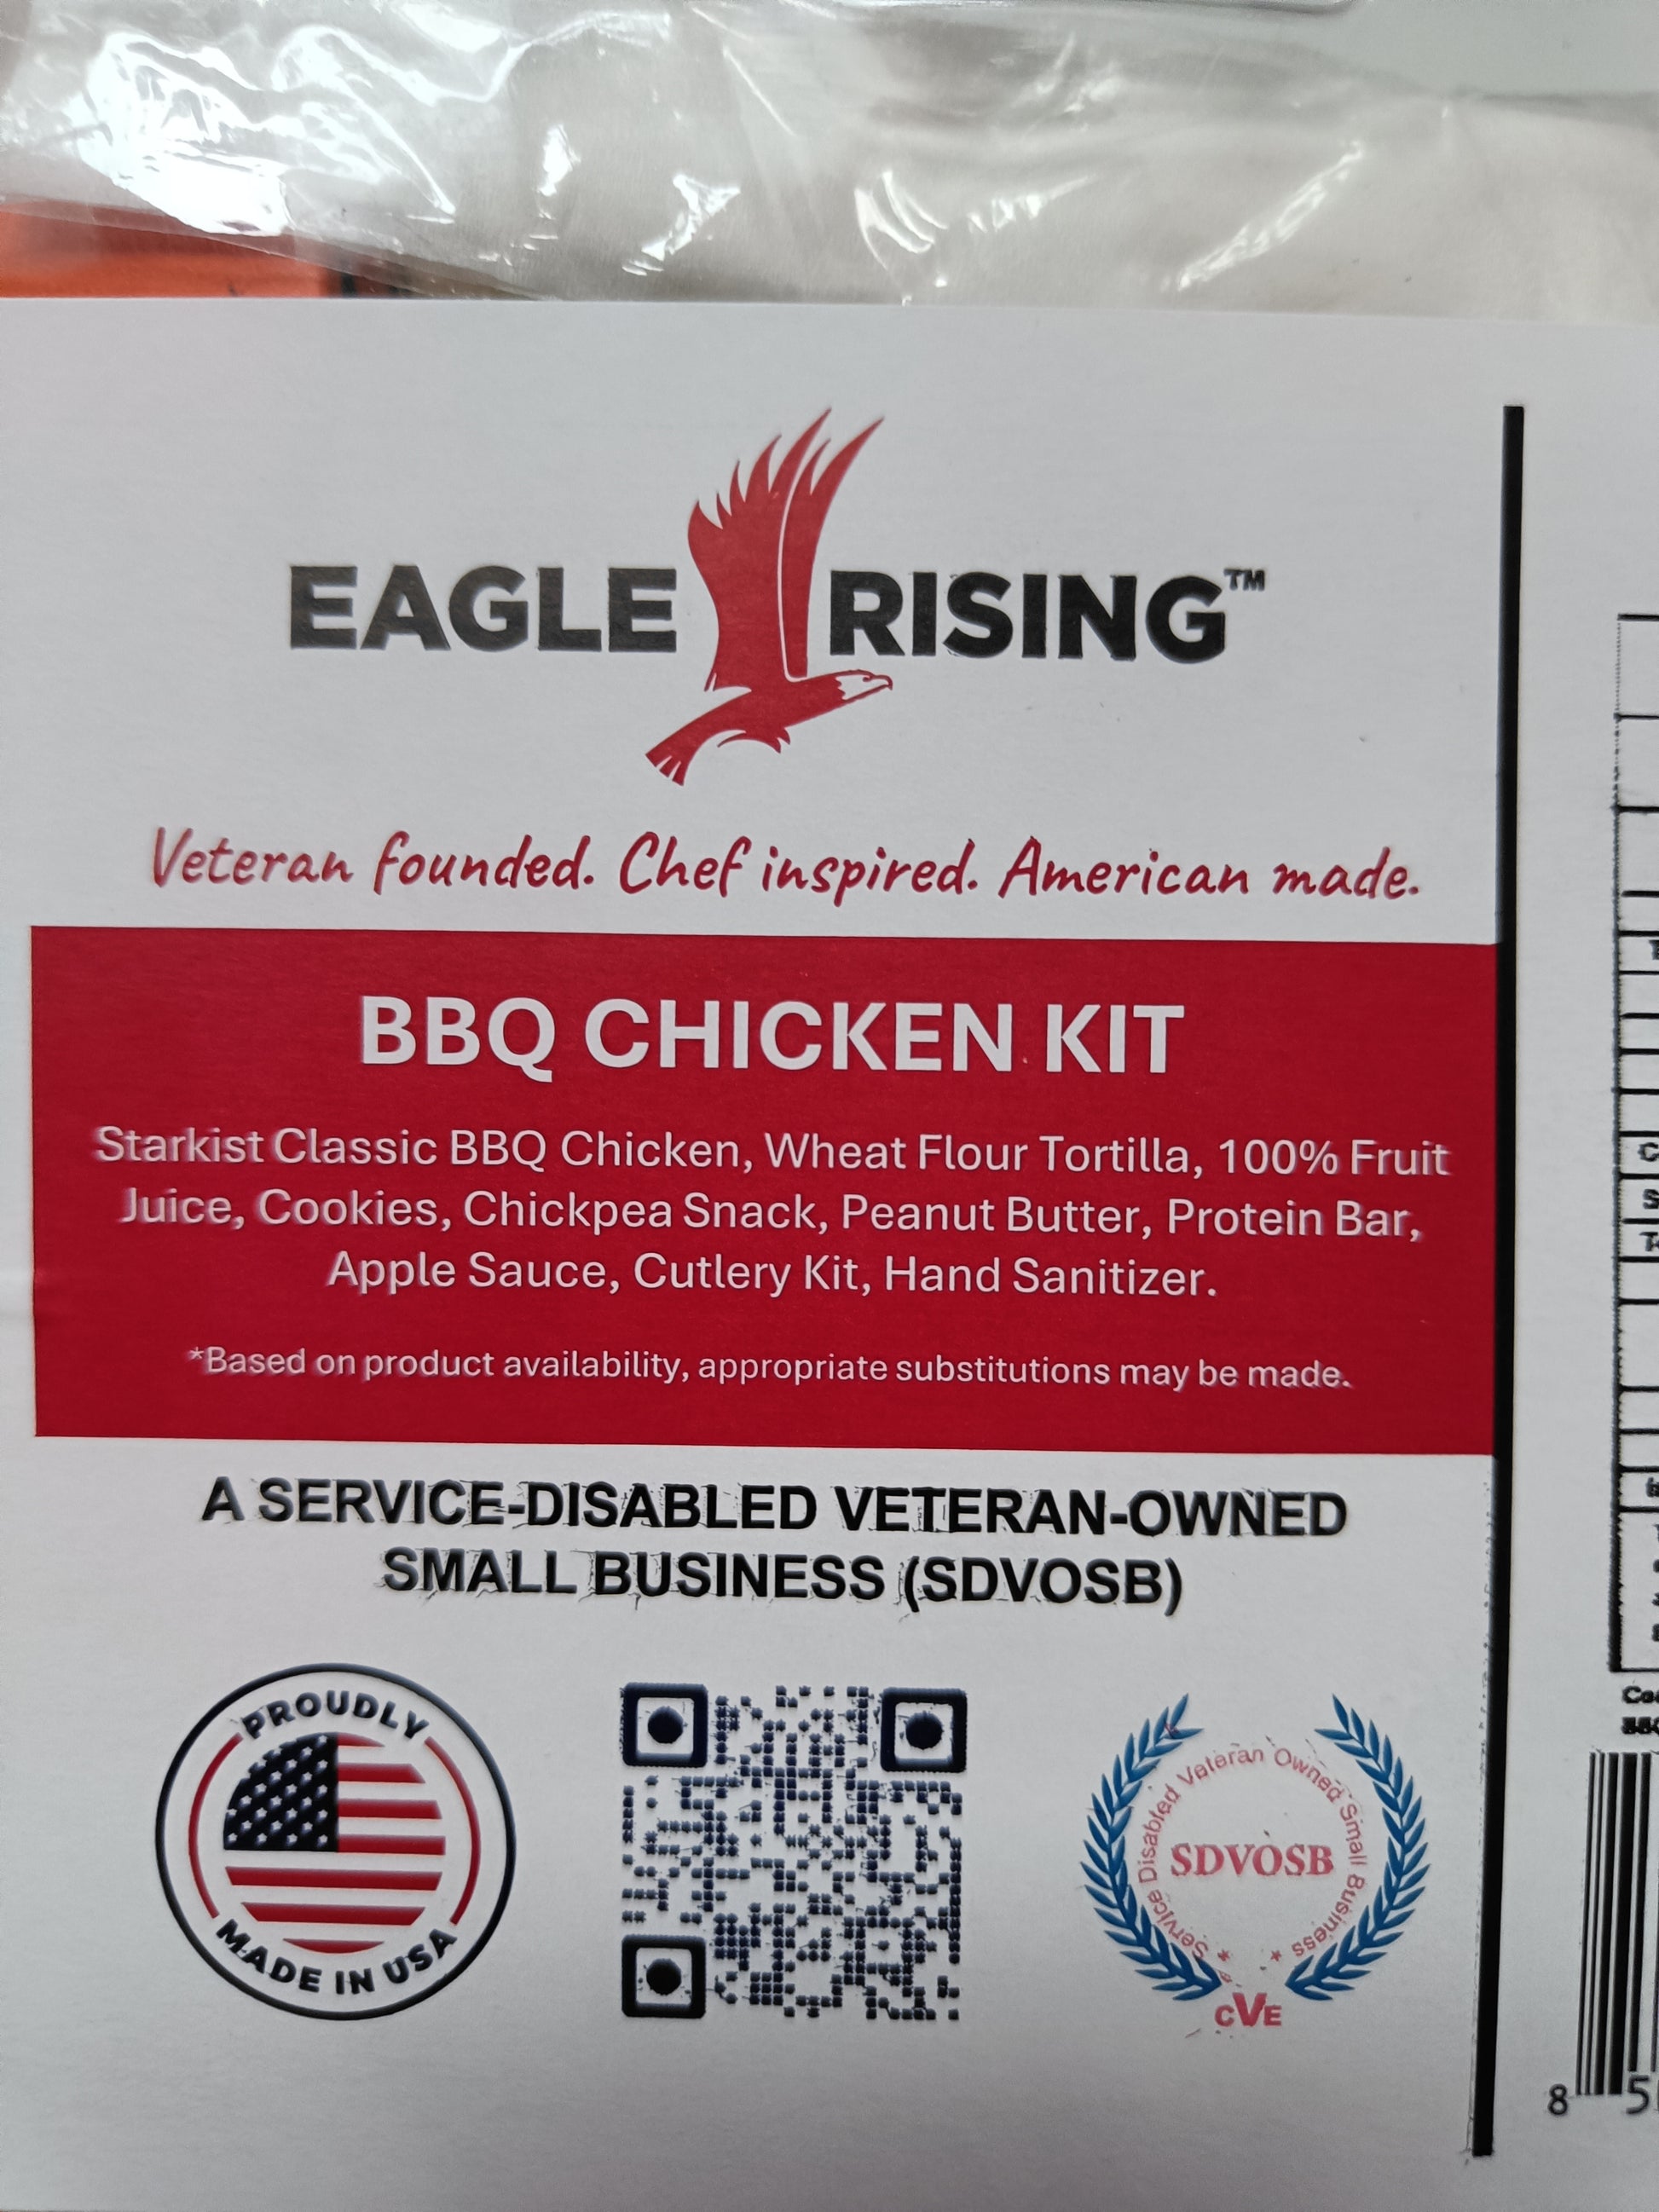 EAGLE RISING™
Veteran founded. Chef inspired. American made.
BBQ CHICKEN KIT
Starkist Classic BBQ Chicken, Wheat Flour Tortilla, 100% Fruit
Juice, Cookies, Chickpea Snack, Peanut Butter, Protein Bar,
Apple Sauce, Cutlery Kit, Hand Sanitizer.
*Based on product availability, appropriate substitutions may be made.
A SERVICE-DISABLED VETERAN-OWNED
SMALL BUSINESS (SDVOSB)
PROUDLY
MADE IN USA
Service Disabled Veteran Owned Small Business
SDVOSB
CVE
8 5